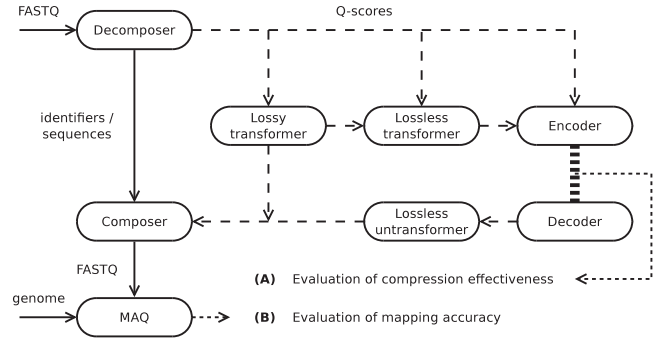 FASTQ
Q-scores
Decomposer
identifiers /
sequences
Lossy
transformer
Lossless
transformer
Encoder
Composer
Lossless
untransformer
Decoder
FASTQ
(A) Evaluation of compression effectiveness
genome
MAQ
(B) Evaluation of mapping accuracy